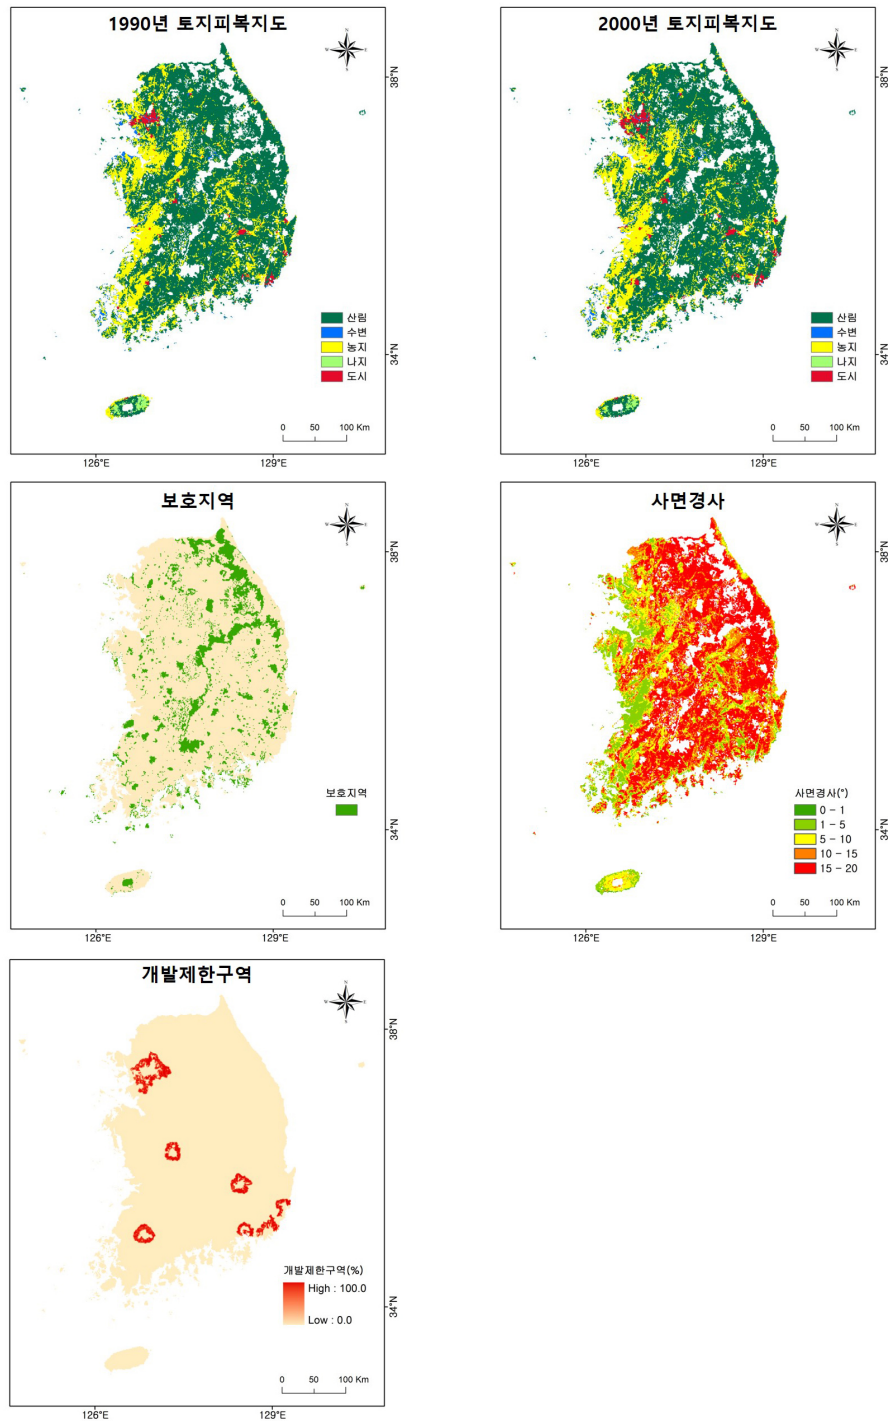 1990년 토지피복지도
N
W
E
S
38°N
산림
수변
농지
나지
도시
34°N
0 50 100 Km
126°E 129°E
2000년 토지피복지도
N
W
E
S
38°N
산림
수변
농지
나지
도시
34°N
0 50 100 Km
126°E 129°E
보호지역
N
W
E
S
38°N
보호지역
34°N
0 50 100 Km
126°E 129°E
사면경사
N
W
E
S
38°N
사면경사(°)
0 - 1
1 - 5
5 - 10
10 - 15
15 - 20
34°N
0 50 100 Km
126°E 129°E
개발제한구역
N
W
E
S
38°N
개발제한구역(%)
High : 100.0
Low : 0.0
34°N
0 50 100 Km
126°E 129°E